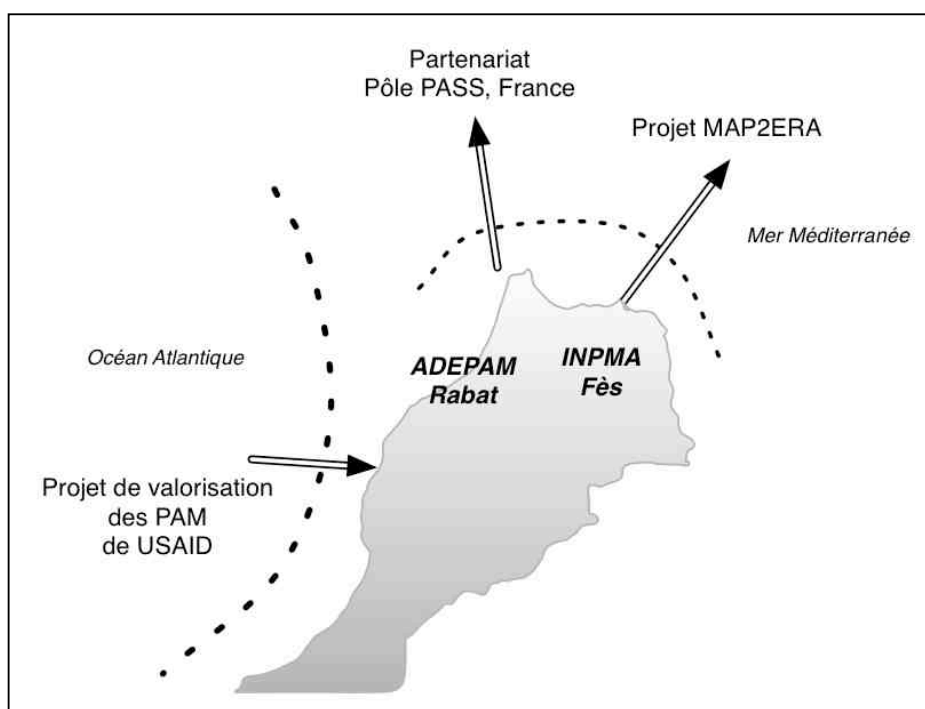 Partenariat
Pôle PASS, France
Projet MAP2ERA
Mer Méditerranée
Océan Atlantique
ADEPAM
Rabat
INPMA
Fès
Projet de valorisation
des PAM
de USAID